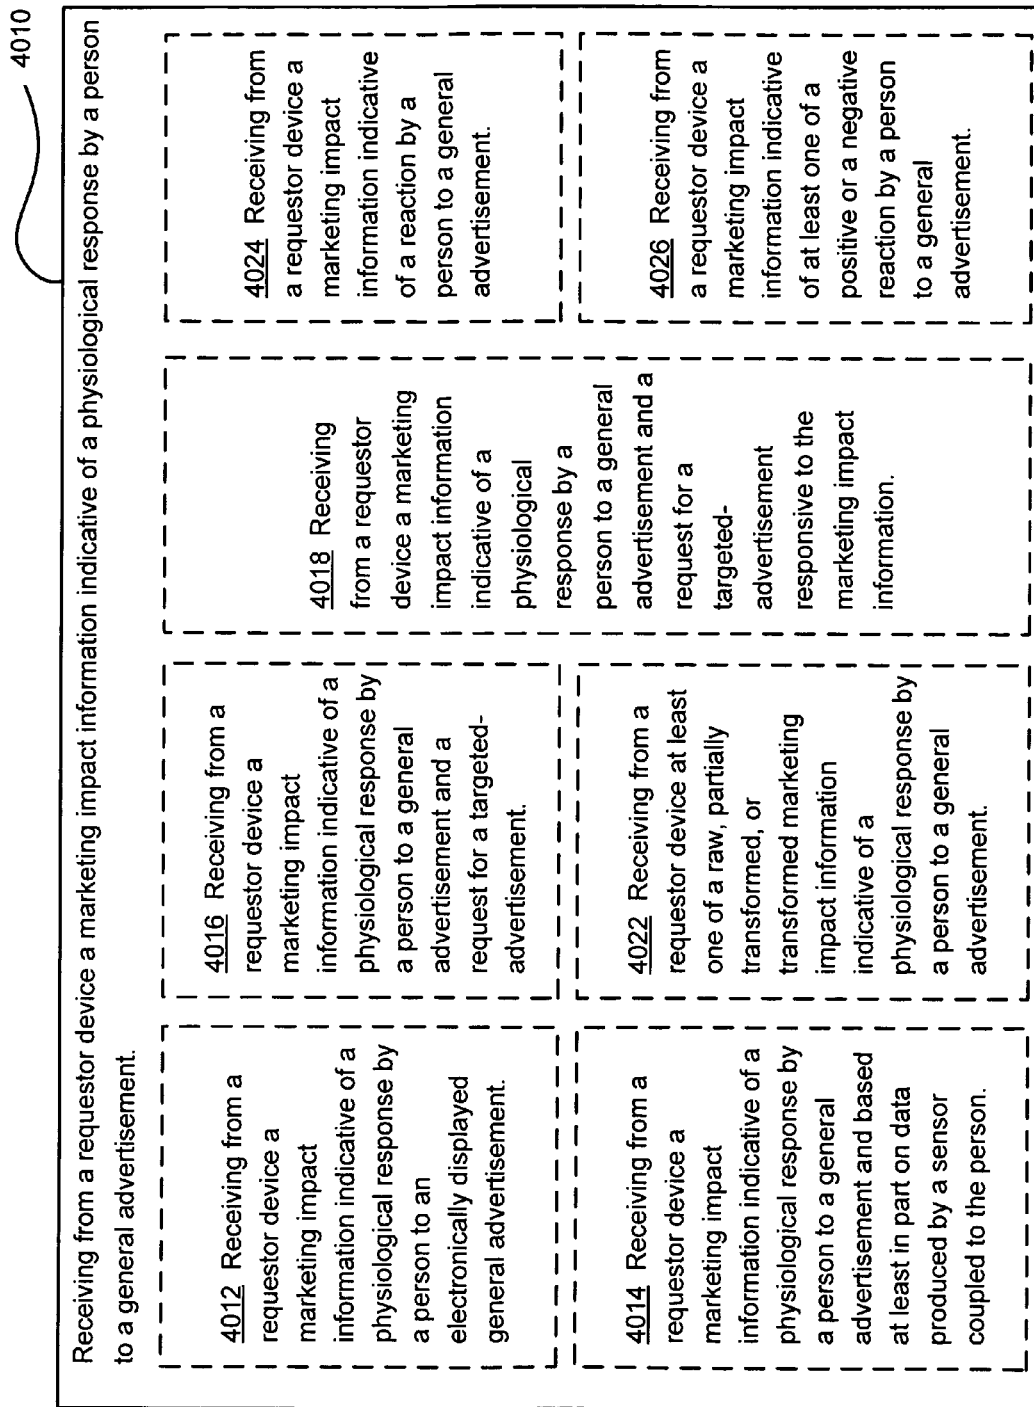 4010
Receiving from a requestor device a marketing impact information indicative of a physiological response by a person
to a general advertisement.
4012 Receiving from a
requestor device a
marketing impact
information indicative of a
physiological response by
a person to an
electronically displayed
general advertisement.
4014 Receiving from a
requestor device a
marketing impact
information indicative of a
physiological response by
a person to a general
advertisement and based
at least in part on data
produced by a sensor
coupled to the person.
4016 Receiving from a
requestor device a
marketing impact
information indicative of a
physiological response by
a person to a general
advertisement and a
request for a targeted-
advertisement.
4022 Receiving from a
requestor device at least
one of a raw, partially
transformed, or
transformed marketing
impact information
indicative of a
physiological response by
a person to a general
advertisement.
4018 Receiving
from a requestor
device a marketing
impact information
indicative of a
physiological
response by a
person to a general
advertisement and a
request for a
targeted-
advertisement
responsive to the
marketing impact
information.
4024 Receiving from
a requestor device a
marketing impact
information indicative
of a reaction by a
person to a general
advertisement.
4026 Receiving from
a requestor device a
marketing impact
information indicative
of at least one of a
positive or a negative
reaction by a person
to a general
advertisement.